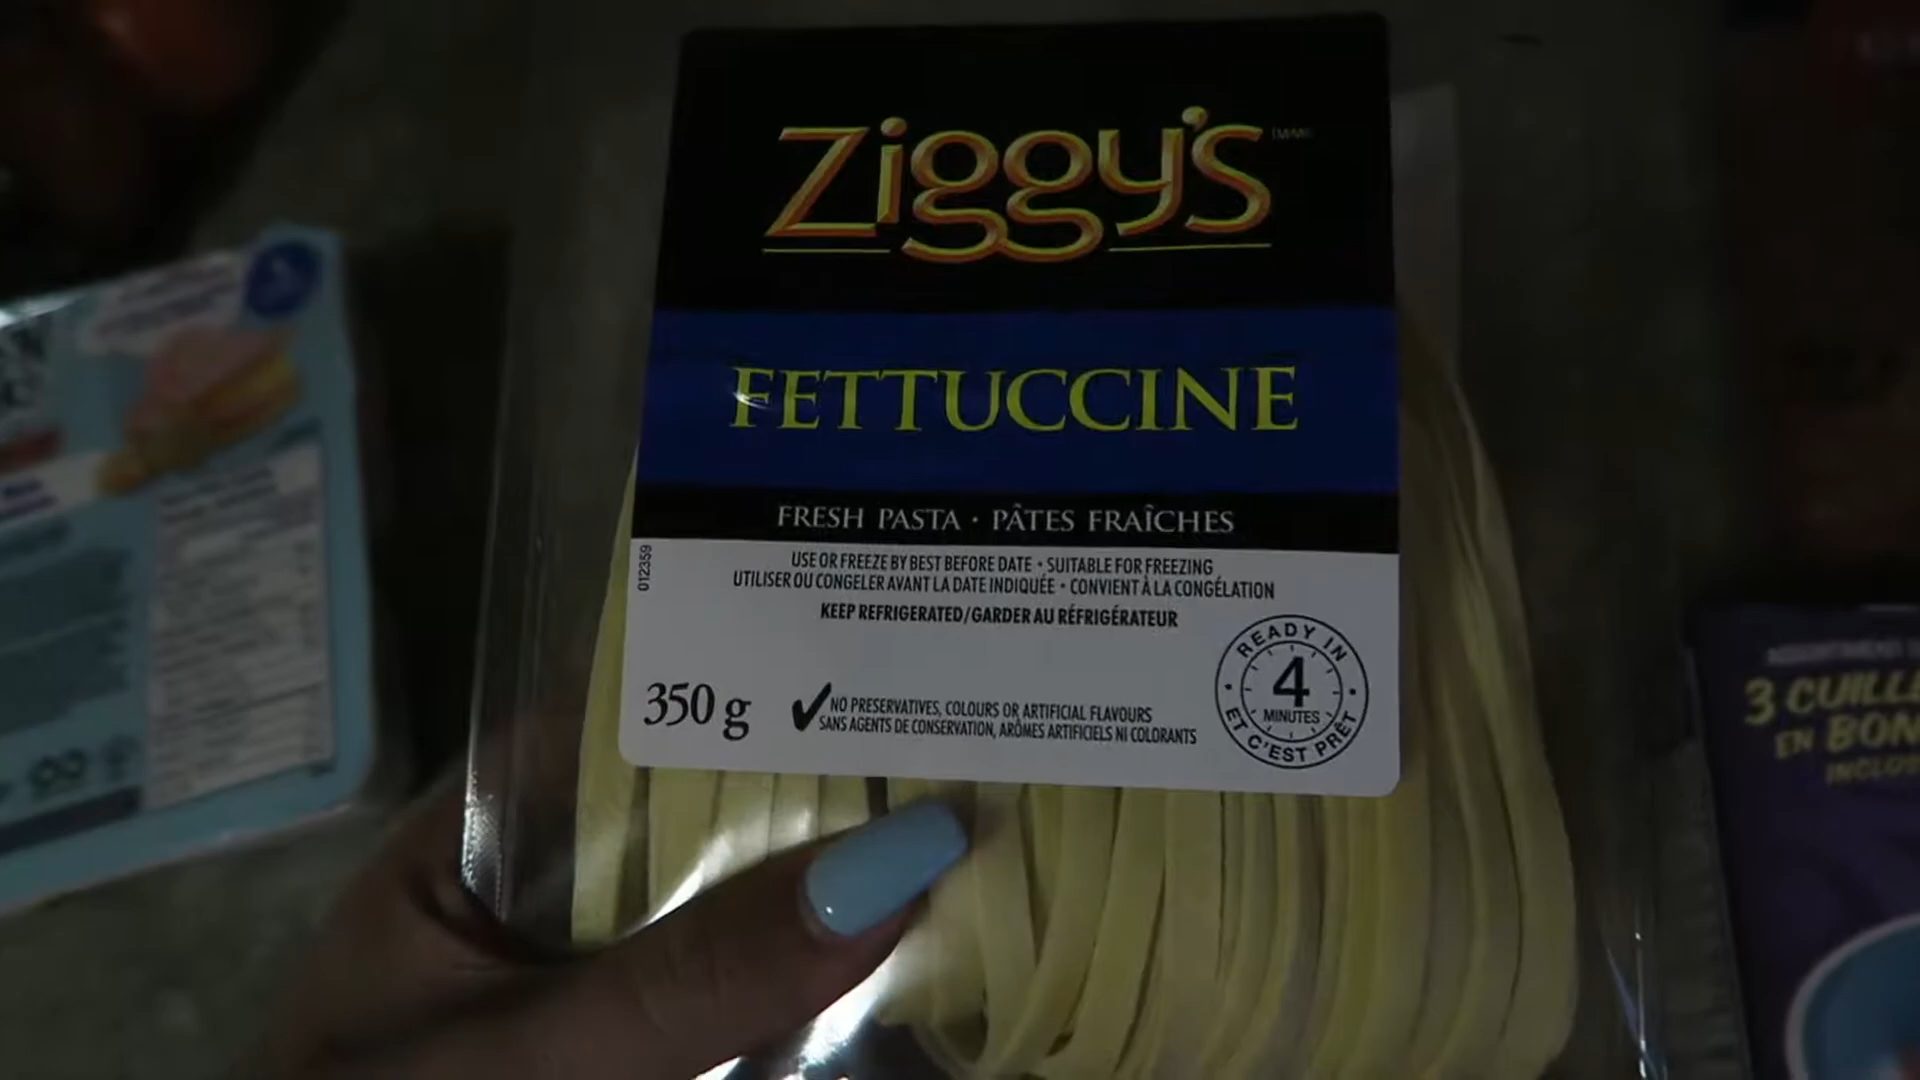 Ziggy's
FETTUCCINE
FRESH PASTA • PÂTES FRAÎCHES
012359
USE OR FREEZE BY BEST BEFORE DATE • SUITABLE FOR FREEZING
UTILISER OU CONGELER AVANT LA DATE INDIQUÉE • CONVIENT À LA CONGÉLATION
KEEP REFRIGERATED/GARDER AU RÉFRIGÉRATEUR
350 g
✓ NO PRESERVATIVES, COLOURS OR ARTIFICIAL FLAVOURS
SANS AGENTS DE CONSERVATION, ARÔMES ARTIFICIELS NI COLORANTS
READY IN
4
MINUTES
ET C'EST PRÊT
3 CUILLE
EN BON
INCLUS